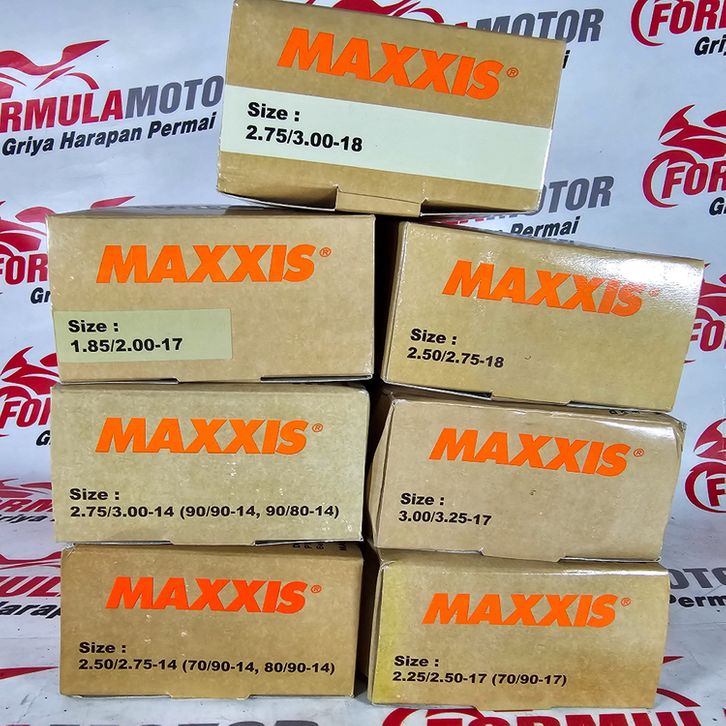 FORMULAMOTOR
Griya Harapan Permai
MAXXIS®
Size :
2.75/3.00-18
MAXXIS®
Size :
1.85/2.00-17
MAXXIS®
Size :
2.50/2.75-18
MAXXIS®
Size :
2.75/3.00-14 (90/90-14, 90/80-14)
MAXXIS®
Size :
3.00/3.25-17
MAXXIS®
Size :
2.50/2.75-14 (70/90-14, 80/90-14)
MAXXIS®
Size :
2.25/2.50-17 (70/90-17)